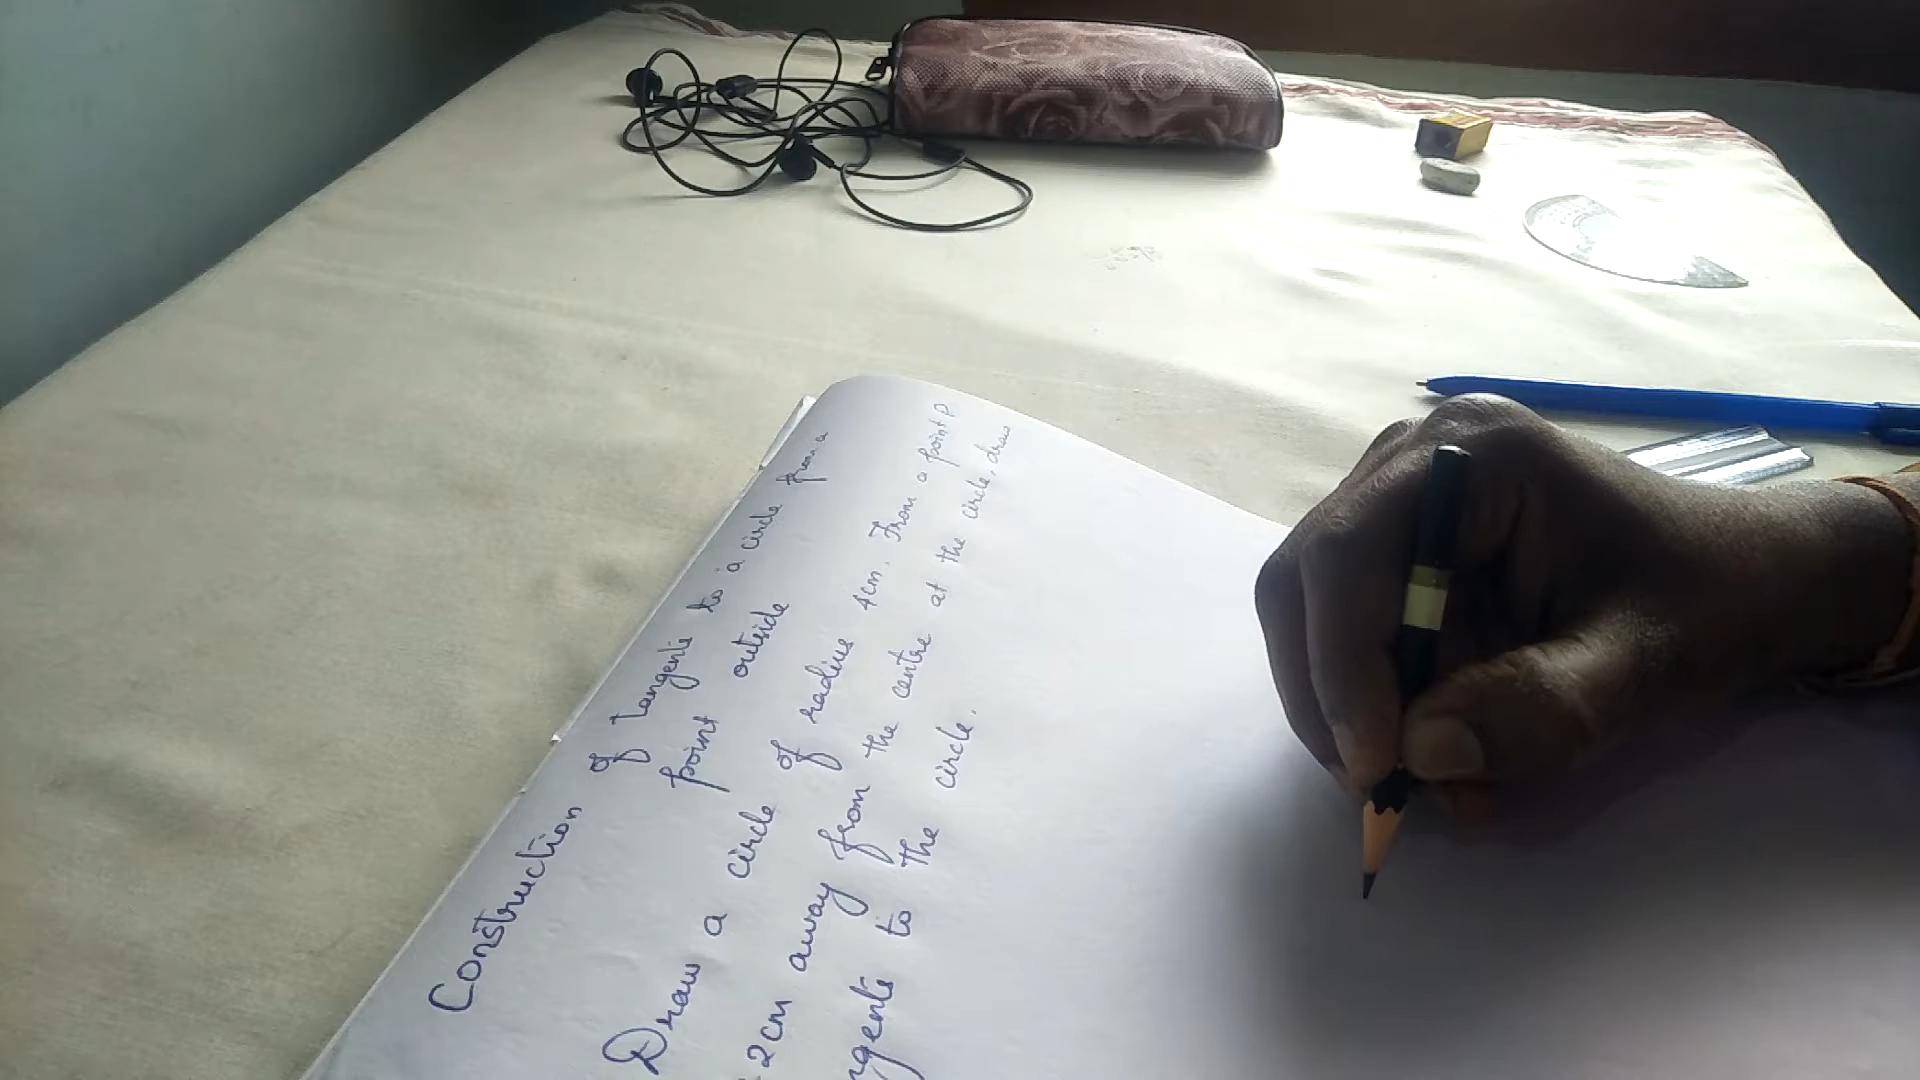 Construction of tangents to a circle from a
point outside
Draw a circle of radius 4cm. From a point P
2cm away from the centre at the circle, draw
to the circle.